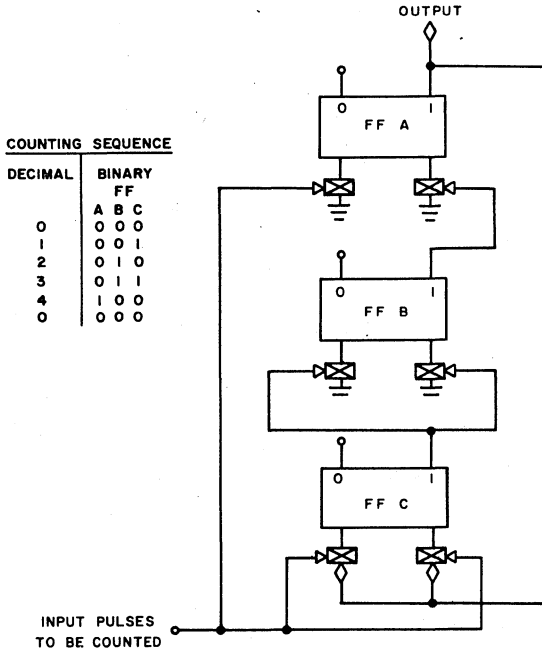 OUTPUT
0 1
FF A
COUNTING SEQUENCE
DECIMAL BINARY
FF
A B C
0 0 0 0
1 0 0 1
2 0 1 0
3 0 1 1
4 1 0 0
0 0 0 0
0 1
FF B
0 1
FF C
INPUT PULSES
TO BE COUNTED